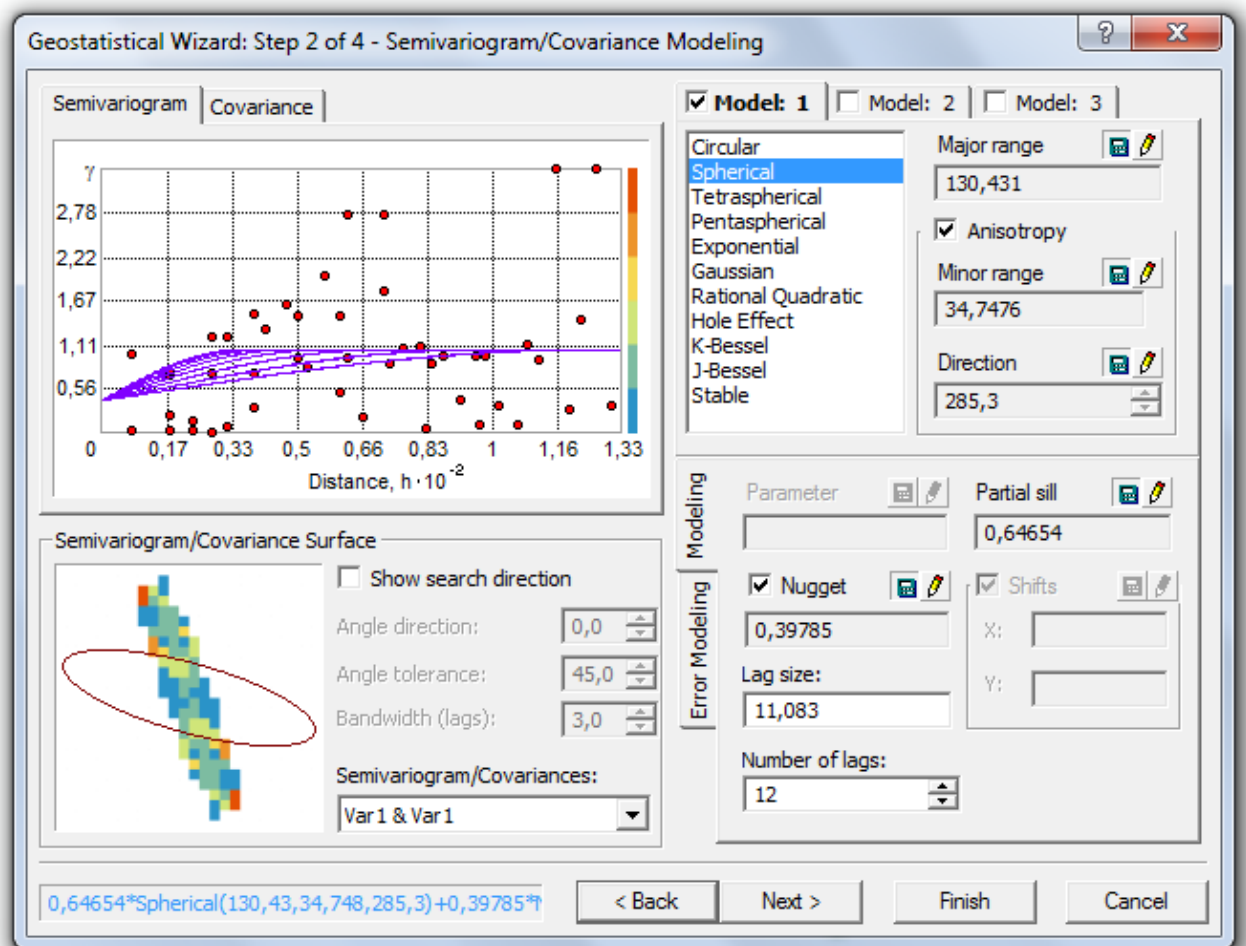 Geostatistical Wizard: Step 2 of 4 - Semivariogram/Covariance Modeling
? X
Semivariogram Covariance
γ
2,78
2,22
1,67
1,11
0,56
0 0,17 0,33 0,5 0,66 0,83 1 1,16 1,33
Distance, h·10⁻²
Model: 1 Model: 2 Model: 3
Circular
Spherical
Tetraspherical
Pentaspherical
Exponential
Gaussian
Rational Quadratic
Hole Effect
K-Bessel
J-Bessel
Stable
Major range
130,431
Anisotropy
Minor range
34,7476
Direction
285,3
Semivariogram/Covariance Surface
Show search direction
Angle direction: 0,0
Angle tolerance: 45,0
Bandwidth (lags): 3,0
Semivariogram/Covariances:
Var1 & Var1
Modeling
Error Modeling
Parameter
Partial sill
0,64654
Nugget
0,39785
Shifts
X:
Y:
Lag size:
11,083
Number of lags:
12
0,64654*Spherical(130,43,34,748,285,3)+0,39785*
< Back Next > Finish Cancel